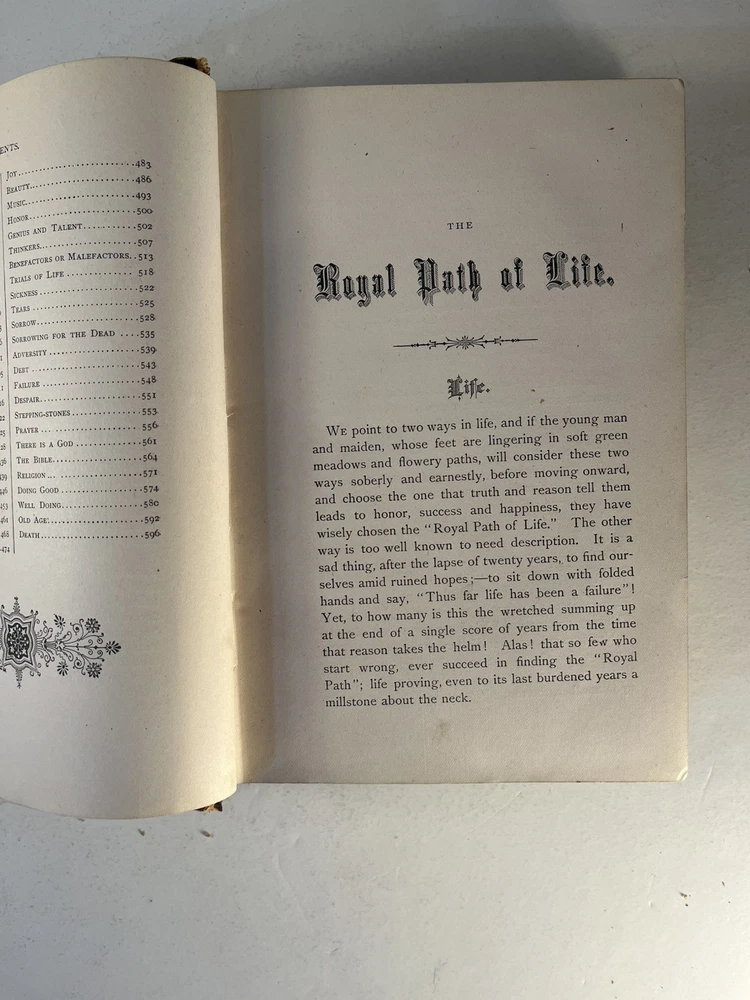 ENTS.
Joy....................483
Beauty....................486
Music....................493
Honor....................500
Genius and Talent..........502
Thinkers....................507
Benefactors or Malefactors..513
Trials of Life..........518
Sickness....................522
Tears....................525
Sorrow....................528
Sorrowing for the Dead ....535
Adversity....................539
Debt....................543
Failure....................548
Despair....................551
Stepping-stones............553
Prayer....................556
There is a God............561
The Bible....................564
Religion....................571
Doing Good..............574
Well Doing..............580
Old Age....................592
Death....................596
439
446
453
461
468
474
THE
Royal Path of Life.
Life.
We point to two ways in life, and if the young man
and maiden, whose feet are lingering in soft green
meadows and flowery paths, will consider these two
ways soberly and earnestly, before moving onward,
and choose the one that truth and reason tell them
leads to honor, success and happiness, they have
wisely chosen the "Royal Path of Life." The other
way is too well known to need description. It is a
sad thing, after the lapse of twenty years, to find our-
selves amid ruined hopes;—to sit down with folded
hands and say, "Thus far life has been a failure"!
Yet, to how many is this the wretched summing up
at the end of a single score of years from the time
that reason takes the helm! Alas! that so few who
start wrong, ever succeed in finding the "Royal
Path"; life proving, even to its last burdened years a
millstone about the neck.